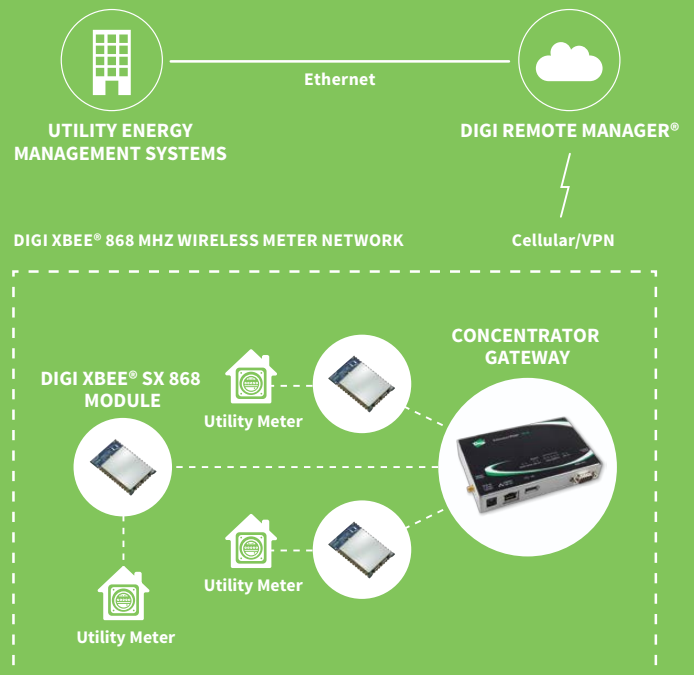 Ethernet
UTILITY ENERGY
MANAGEMENT SYSTEMS
DIGI REMOTE MANAGER®
DIGI XBEE® 868 MHZ WIRELESS METER NETWORK
Cellular/VPN
CONCENTRATOR
GATEWAY
DIGI XBEE® SX 868
MODULE
Utility Meter
Utility Meter
Utility Meter